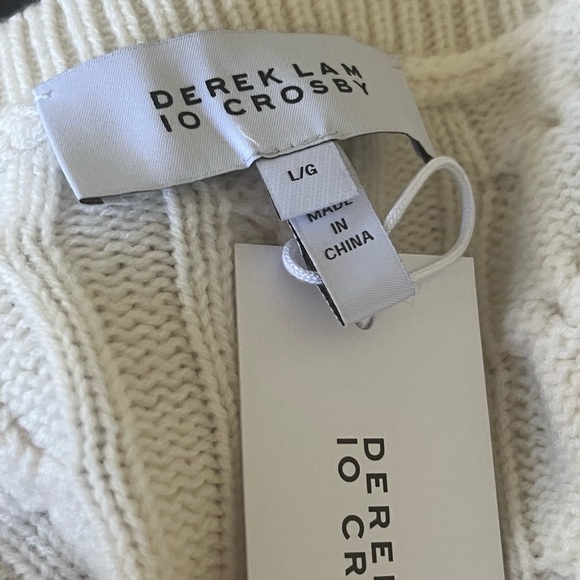 DEREK LAM
10 CROSBY
L/G
MADE
IN
CHINA
DEREK
10 CR